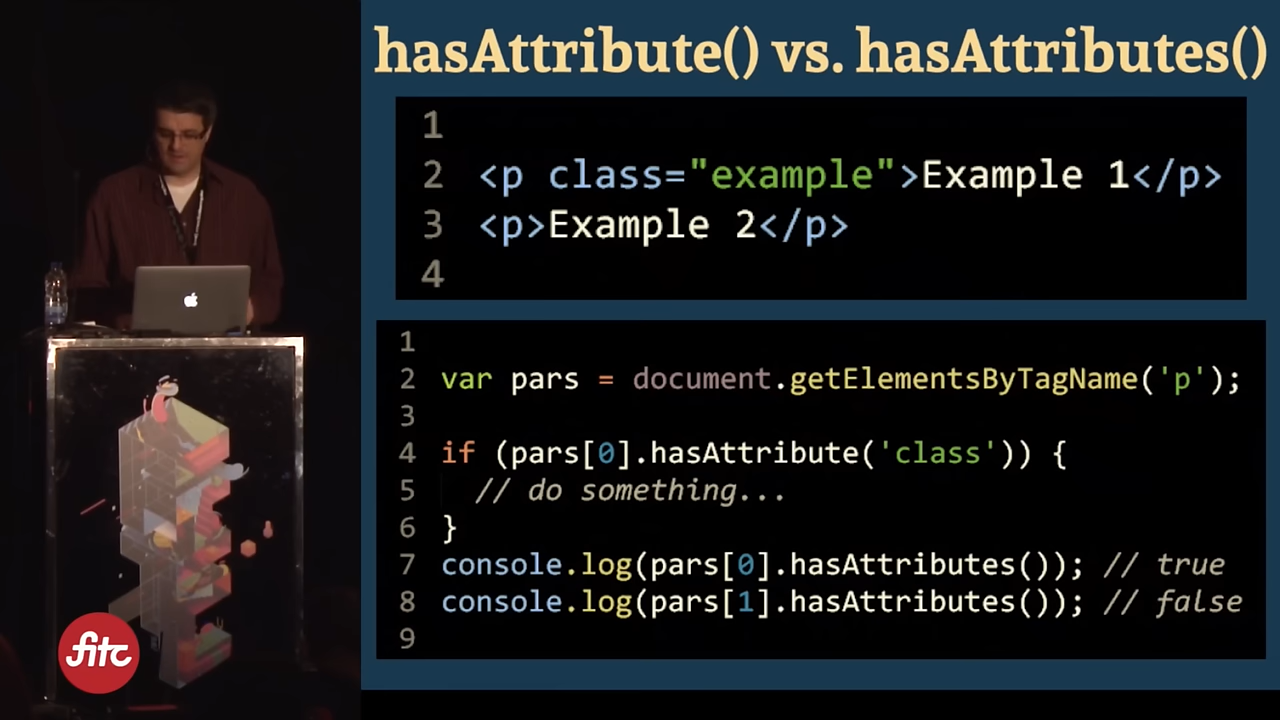 hasAttribute() vs. hasAttributes()
1
2 <p class="example">Example 1</p>
3 <p>Example 2</p>
4
1
2 var pars = document.getElementsByTagName('p');
3
4 if (pars[0].hasAttribute('class')) {
5 // do something...
6 }
7 console.log(pars[0].hasAttributes()); // true
8 console.log(pars[1].hasAttributes()); // false
9
fitc